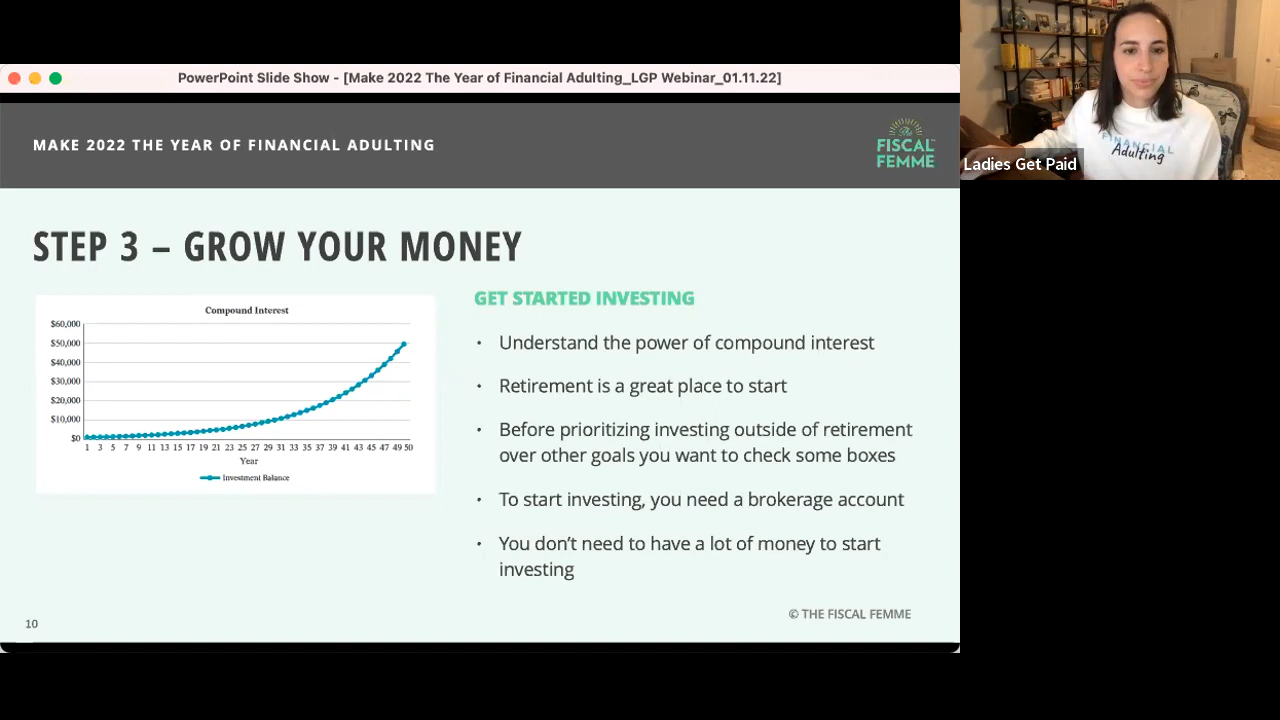 PowerPoint Slide Show - [Make 2022 The Year of Financial Adulting_LGP Webinar_01.11.22]
MAKE 2022 THE YEAR OF FINANCIAL ADULTING
The
FISCAL
FEMME
FINANCIAL
Adulting
Ladies Get Paid
STEP 3 – GROW YOUR MONEY
Compound Interest
$60,000
$50,000
$40,000
$30,000
$20,000
$10,000
$0
1 3 5 7 9 11 13 15 17 19 21 23 25 27 29 31 33 35 37 39 41 43 45 47 49 50
Year
Investment Balance
GET STARTED INVESTING
• Understand the power of compound interest
• Retirement is a great place to start
• Before prioritizing investing outside of retirement
over other goals you want to check some boxes
• To start investing, you need a brokerage account
• You don’t need to have a lot of money to start
investing
© THE FISCAL FEMME
10